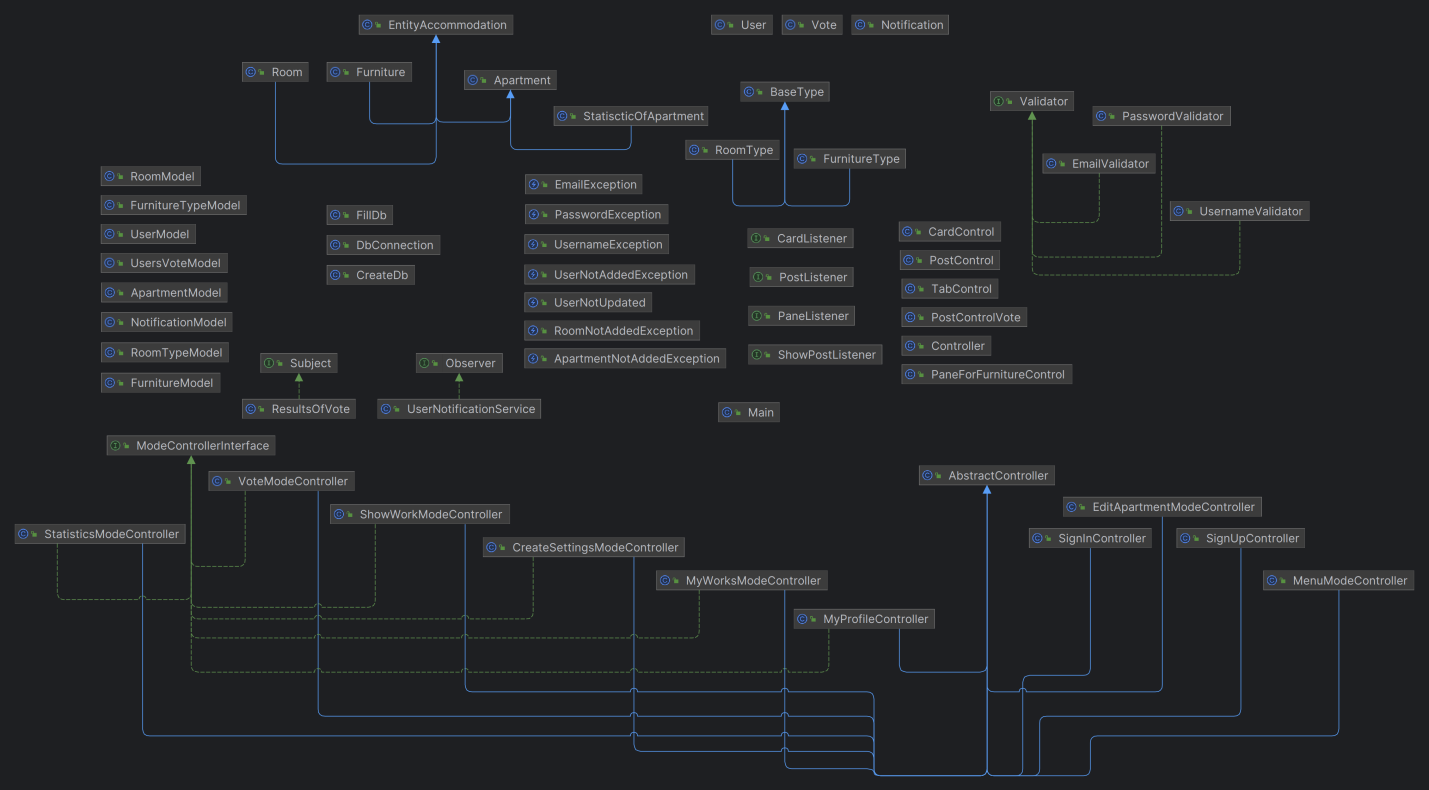 EntityAccommodation
User
Vote
Notification
Room
Furniture
Apartment
BaseType
Validator
StatiscticOfApartment
PasswordValidator
RoomType
FurnitureType
EmailValidator
RoomModel
EmailException
FurnitureTypeModel
FillDb
PasswordException
UsernameValidator
UserModel
DbConnection
UsernameException
CardListener
CardControl
UsersVoteModel
CreateDb
UserNotAddedException
PostListener
PostControl
ApartmentModel
UserNotUpdated
TabControl
NotificationModel
RoomNotAddedException
PaneListener
PostControlVote
RoomTypeModel
Subject
Observer
ApartmentNotAddedException
ShowPostListener
Controller
FurnitureModel
PaneForFurnitureControl
ResultsOfVote
UserNotificationService
Main
ModeControllerInterface
VoteModeController
AbstractController
ShowWorkModeController
EditApartmentModeController
StatisticsModeController
CreateSettingsModeController
SignInController
SignUpController
MyWorksModeController
MenuModeController
MyProfileController